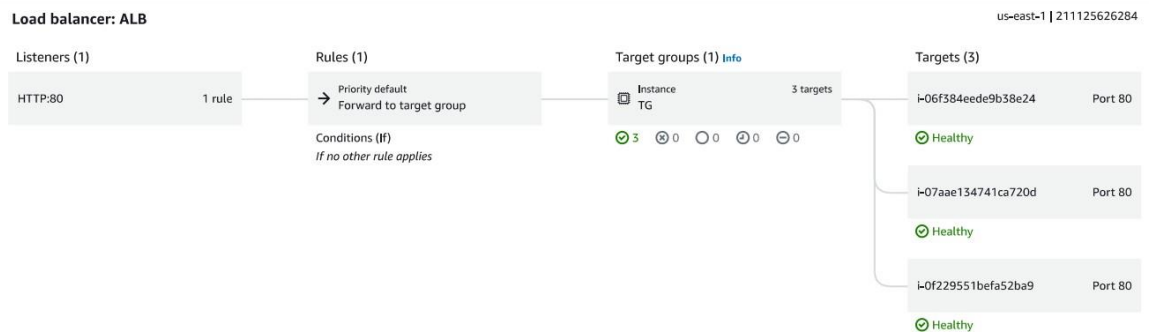 Load balancer: ALB
us-east-1 | 211125626284
Listeners (1)
HTTP:80 1 rule
Rules (1)
Priority default
Forward to target group
Conditions (If)
If no other rule applies
Target groups (1) Info
Instance 3 targets
TG
3 0 0 0 0
Targets (3)
i-06f384eede9b38e24 Port 80
Healthy
i-07aae134741ca720d Port 80
Healthy
i-0f229551befa52ba9 Port 80
Healthy